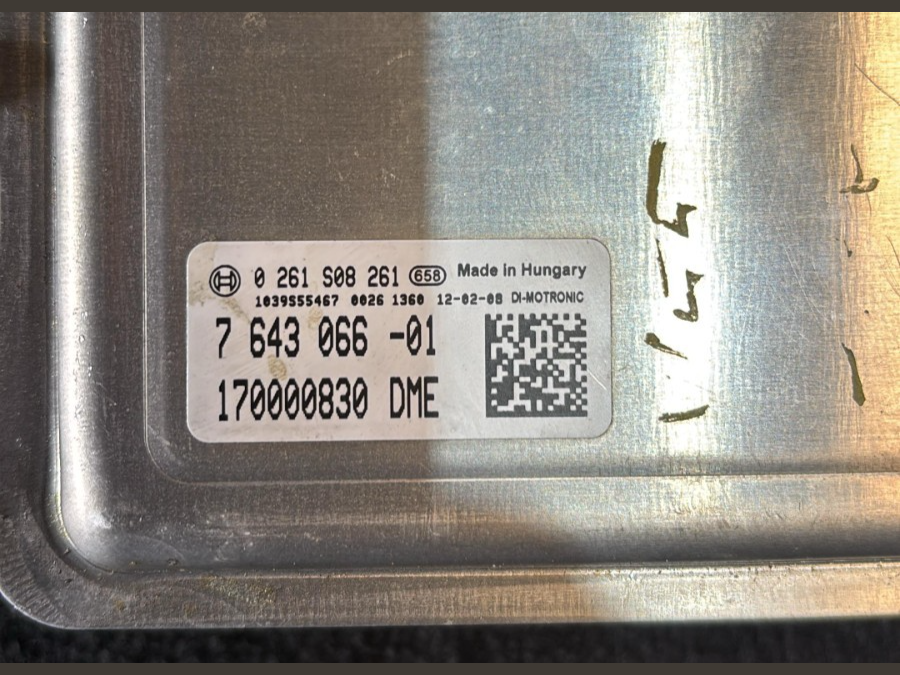 0 261 S08 261 658 Made in Hungary
1039S55467 0026 1360 12-02-08 DI-MOTRONIC
7 643 066 -01
170000830 DME